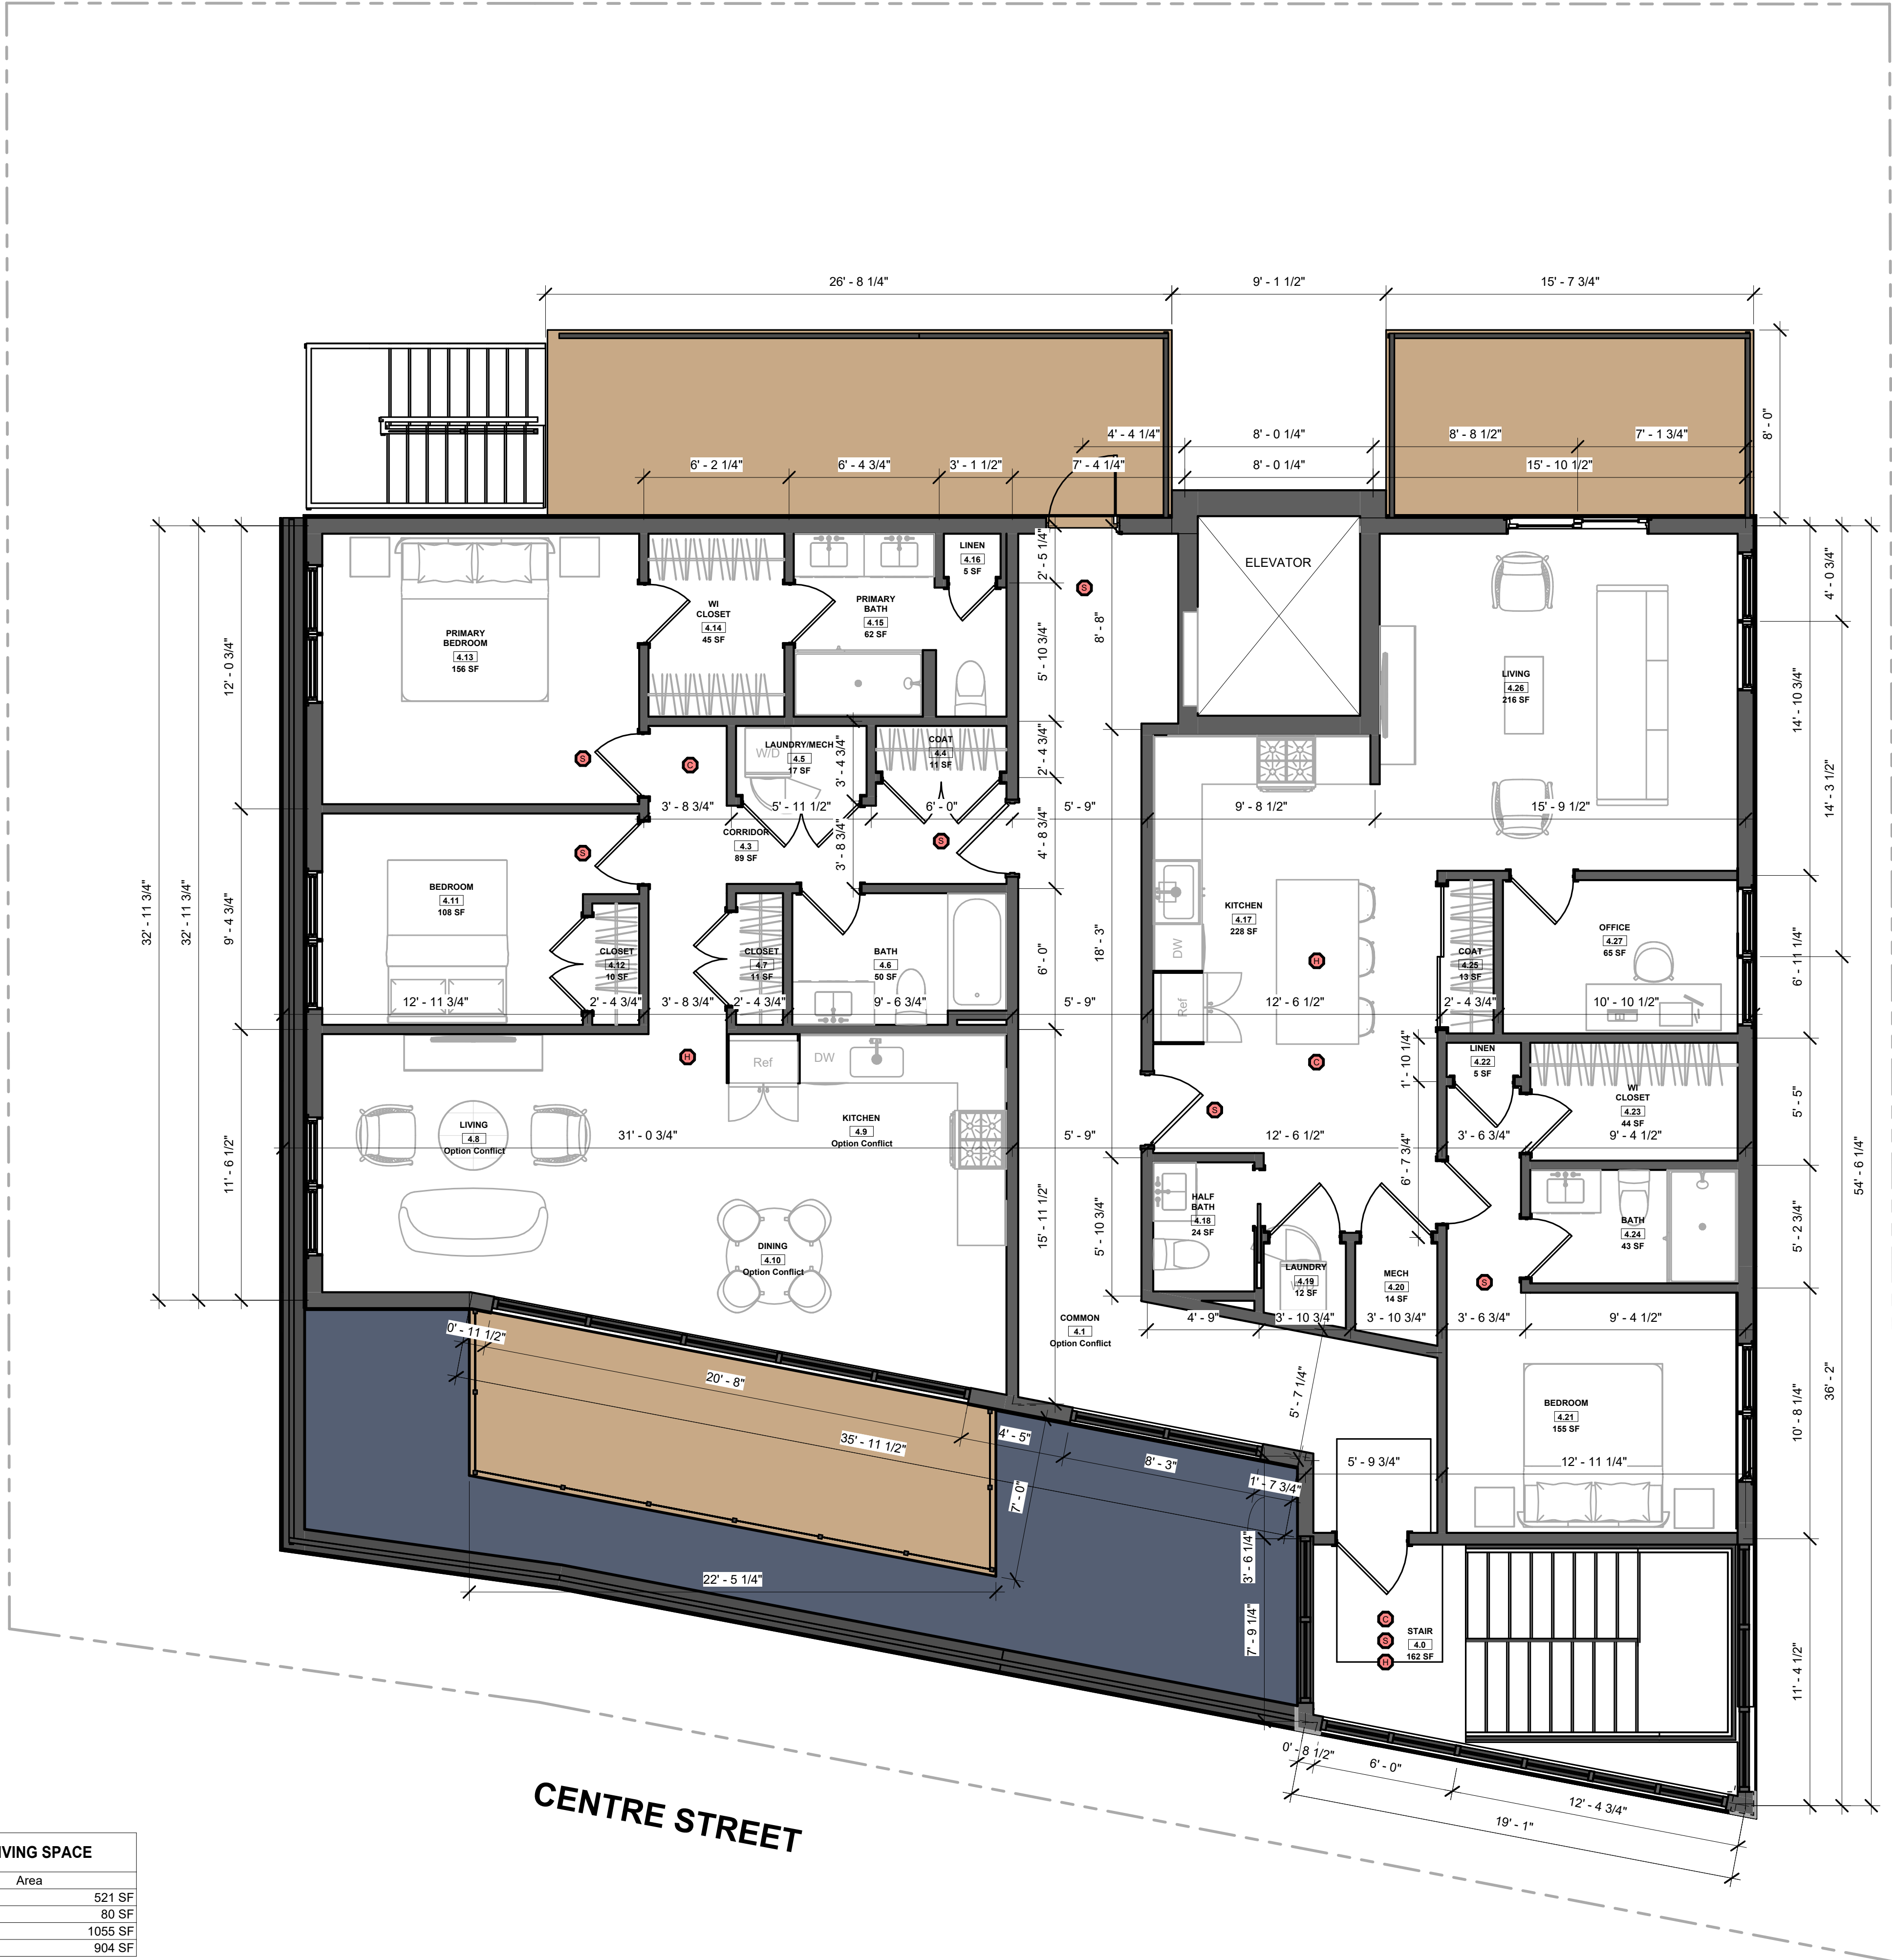 26' - 8 1/4"
9' - 1 1/2"
15' - 7 3/4"
8' - 0"
4' - 4 1/4"
8' - 0 1/4"
8' - 8 1/2"
7' - 1 3/4"
6' - 2 1/4"
6' - 4 3/4"
3' - 1 1/2"
7' - 4 1/4"
8' - 0 1/4"
15' - 10 1/2"
32' - 11 3/4"
32' - 11 3/4"
12' - 0 3/4"
9' - 4 3/4"
11' - 6 1/2"
PRIMARY
BEDROOM
4.13
156 SF
WI
CLOSET
4.14
45 SF
PRIMARY
BATH
4.15
62 SF
LINEN
4.16
5 SF
2' - 5 1/4"
5' - 10 3/4"
2' - 4 3/4"
4' - 8 3/4"
6' - 0"
15' - 11 1/2"
S
8' - 8"
18' - 3"
5' - 10 3/4"
ELEVATOR
LIVING
4.26
216 SF
4' - 0 3/4"
14' - 10 3/4"
14' - 3 1/2"
6' - 11 1/4"
5' - 5"
5' - 2 3/4"
10' - 8 1/4"
11' - 4 1/2"
36' - 2"
54' - 6 1/4"
S
C
LAUNDRY/MECH
W/D
4.5
17 SF
3' - 4 3/4"
COAT
4.4
11 SF
3' - 8 3/4"
5' - 11 1/2"
6' - 0"
5' - 9"
9' - 8 1/2"
15' - 9 1/2"
CORRIDOR
4.3
89 SF
3' - 8 3/4"
S
S
BEDROOM
4.11
108 SF
CLOSET
4.12
10 SF
CLOSET
4.7
11 SF
BATH
4.6
50 SF
12' - 11 3/4"
2' - 4 3/4"
3' - 8 3/4"
2' - 4 3/4"
9' - 6 3/4"
5' - 9"
12' - 6 1/2"
2' - 4 3/4"
10' - 10 1/2"
KITCHEN
4.17
228 SF
DW
Ref
H
C
S
COAT
4.25
13 SF
OFFICE
4.27
65 SF
1' - 10 1/4"
6' - 7 3/4"
LINEN
4.22
5 SF
WI
CLOSET
4.23
44 SF
H
Ref
DW
LIVING
4.8
Option Conflict
KITCHEN
4.9
Option Conflict
31' - 0 3/4"
5' - 9"
12' - 6 1/2"
3' - 6 3/4"
9' - 4 1/2"
DINING
4.10
Option Conflict
HALF
BATH
4.18
24 SF
LAUNDRY
4.19
12 SF
MECH
4.20
14 SF
S
BATH
4.24
43 SF
COMMON
4.1
Option Conflict
4' - 9"
3' - 10 3/4"
3' - 10 3/4"
3' - 6 3/4"
9' - 4 1/2"
0' - 11 1/2"
20' - 8"
35' - 11 1/2"
4' - 5"
8' - 3"
1' - 7 3/4"
7' - 0"
5' - 7 1/4"
BEDROOM
4.21
155 SF
5' - 9 3/4"
12' - 11 1/4"
22' - 5 1/4"
3' - 6 1/4"
7' - 9 1/4"
C
S
H
STAIR
4.0
162 SF
0' - 8 1/2"
6' - 0"
12' - 4 3/4"
19' - 1"
CENTRE STREET
IVING SPACE
Area
521 SF
80 SF
1055 SF
904 SF